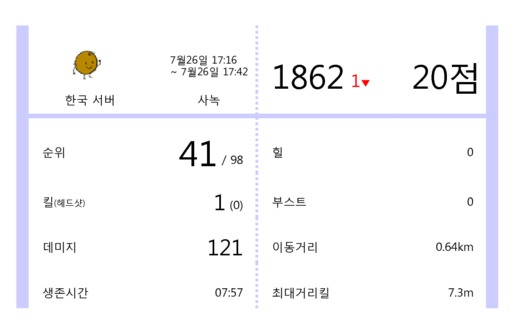 7월26일 17:16
~ 7월26일 17:42
한국 서버
사녹
1862 1▼ 20점
순위 41 / 98
힐 0
킬(헤드샷) 1 (0)
부스트 0
데미지 121
이동거리 0.64km
생존시간 07:57
최대거리킬 7.3m